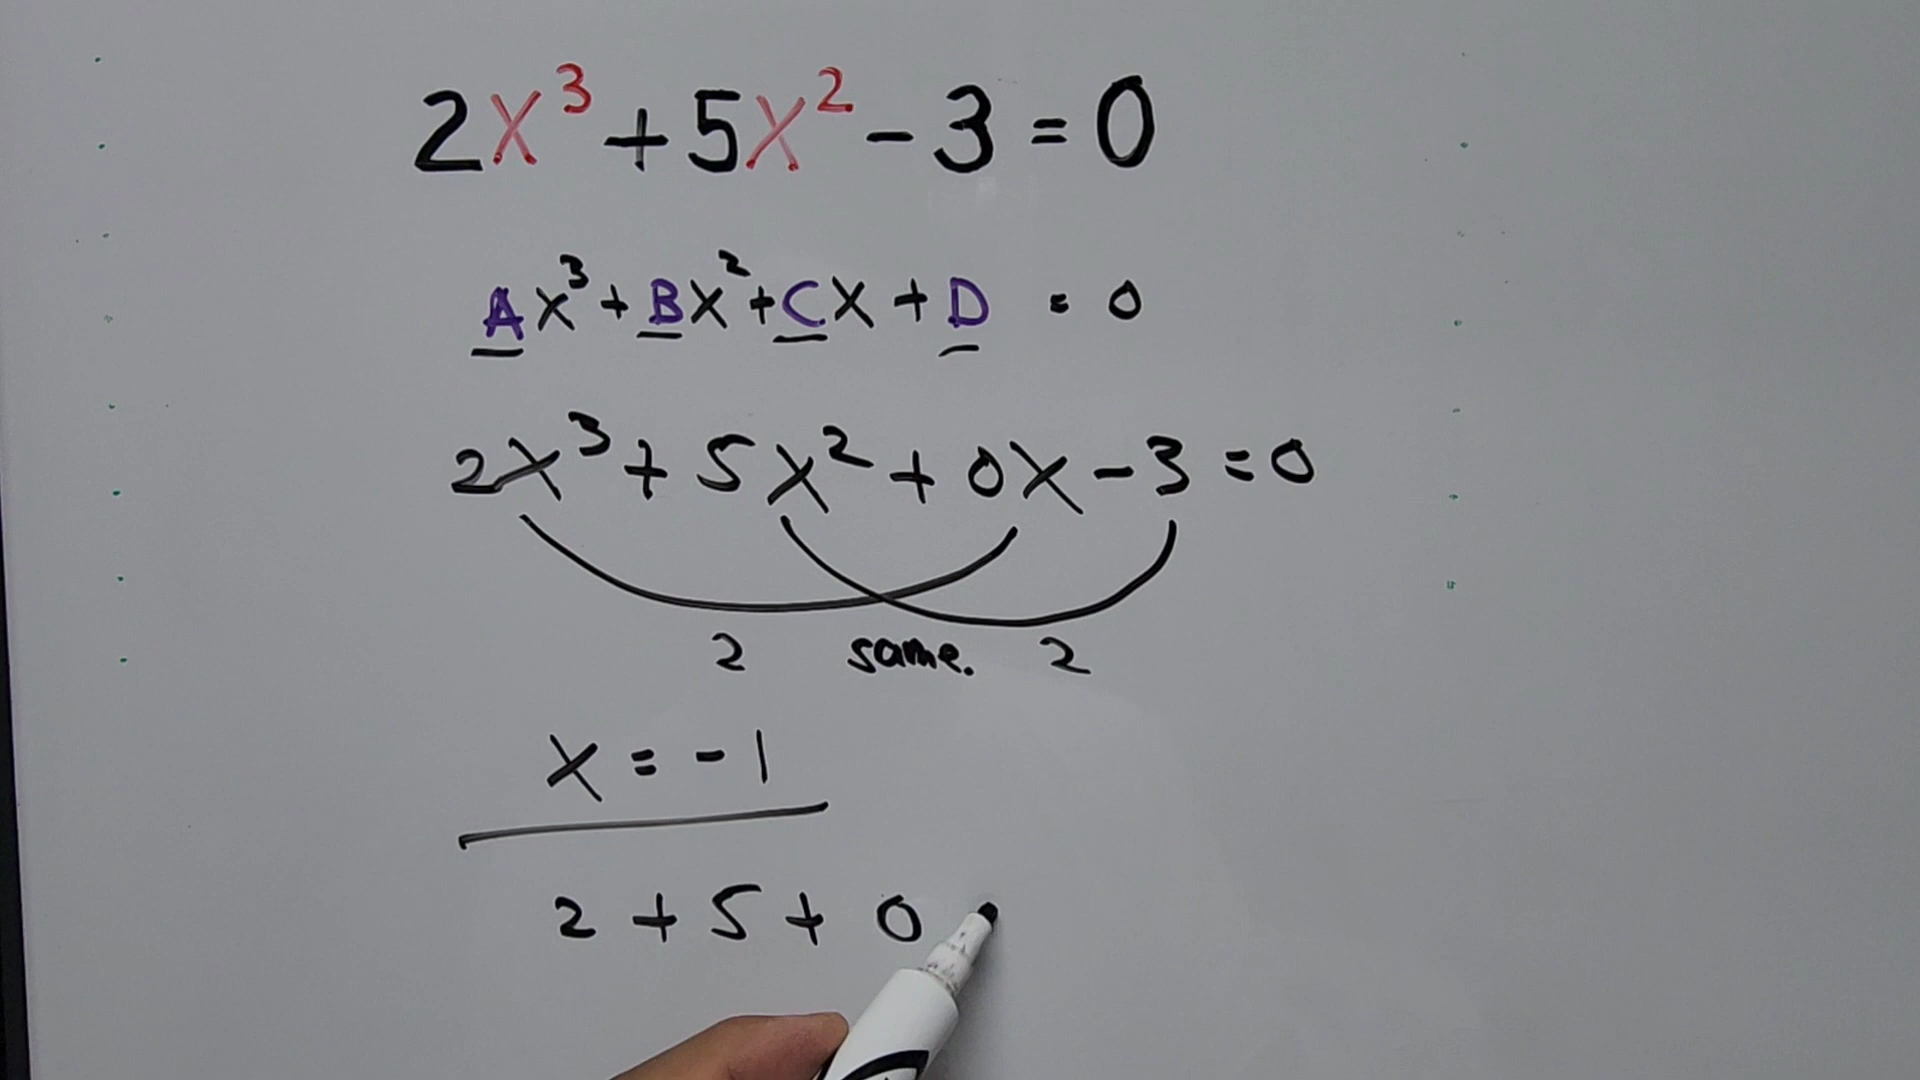 2x³+5x²-3=0
Ax³+Bx²+Cx+D=0
2x³+5x²+0x-3=0
2 same. 2
x=-1
2+5+0